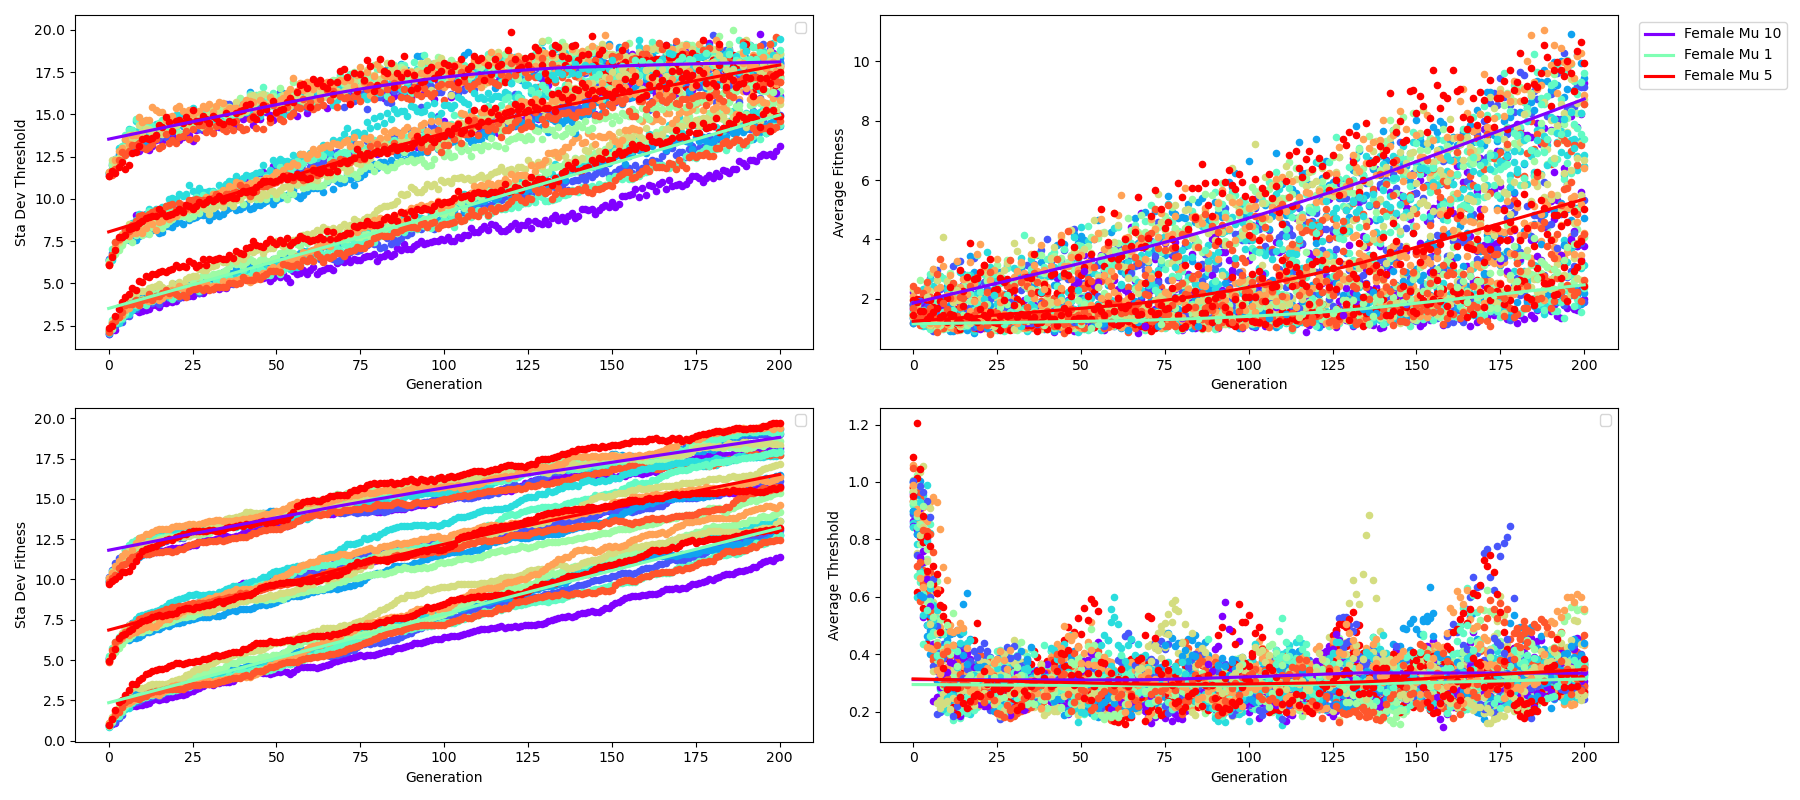 20.0
17.5
15.0
12.5
10.0
7.5
5.0
2.5
Sta Dev Threshold
0 25 50 75 100 125 150 175 200
Generation
10
8
6
4
2
Average Fitness
0 25 50 75 100 125 150 175 200
Generation
Female Mu 10
Female Mu 1
Female Mu 5
20.0
17.5
15.0
12.5
10.0
7.5
5.0
2.5
0.0
Sta Dev Fitness
0 25 50 75 100 125 150 175 200
Generation
1.2
1.0
0.8
0.6
0.4
0.2
Average Threshold
0 25 50 75 100 125 150 175 200
Generation